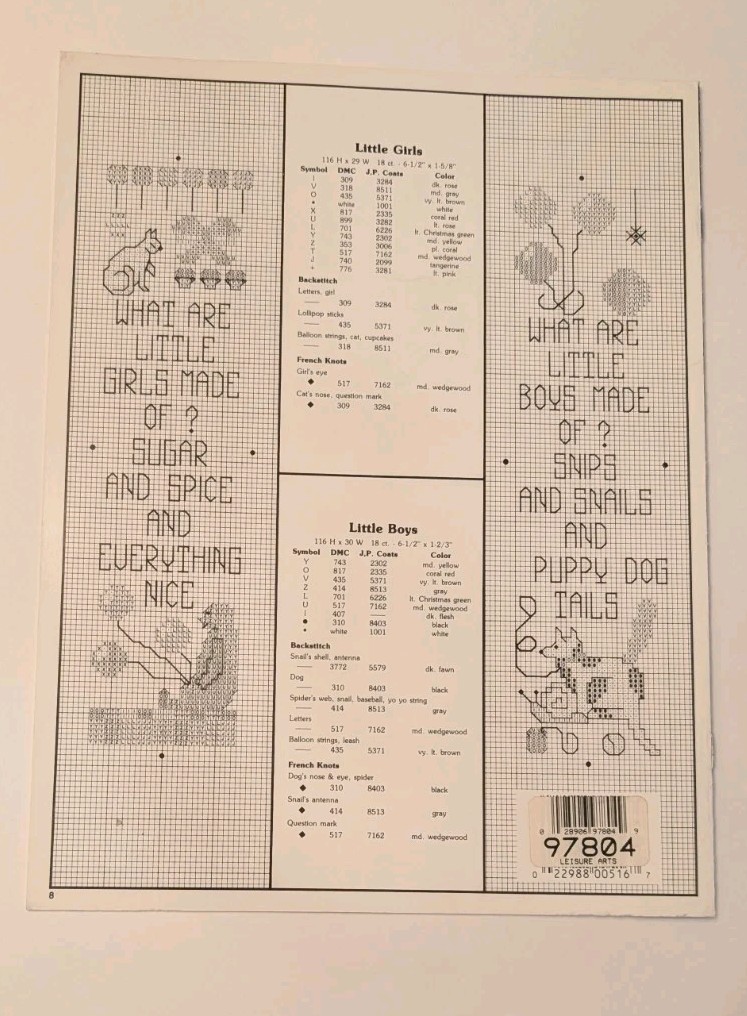 WHAT ARE
LITTLE
GIRLS MADE
OF ?
SUGAR
AND SPICE
AND
EVERYTHING
NICE
Little Girls
116 H x 29 W 18 ct. - 6-1/2" x 1-5/8"
Symbol DMC J.P. Coats Color
I 309 3284 dk. rose
V 318 8511 md. gray
O 435 5371 vy. lt. brown
• white 1001 white
X 817 2335 coral red
U 899 3282 lt. rose
L 701 6226 lt. Christmas green
Y 743 2302 md. yellow
Z 353 3006 pl. coral
T 517 7162 md. wedgewood
J 740 2099 tangerine
+ 776 3281 lt. pink
Backstitch
Letters, girl
309 3284 dk. rose
Lollipop sticks
435 5371 vy. lt. brown
Balloon strings, cat, cupcakes
318 8511 md. gray
French Knots
Girl's eye
◆ 517 7162 md. wedgewood
Cat's nose, question mark
◆ 309 3284 dk. rose
Little Boys
116 H x 30 W 18 ct. - 6-1/2" x 1-2/3"
Symbol DMC J.P. Coats Color
Y 743 2302 md. yellow
O 817 2335 coral red
V 435 5371 vy. lt. brown
Z 414 8513 gray
L 701 6226 lt. Christmas green
U 517 7162 md. wedgewood
I 407 — dk. flesh
● 310 8403 black
• white 1001 white
Backstitch
Snail's shell, antenna
3772 5579 dk. fawn
Dog
310 8403 black
Spider's web, snail, baseball, yo yo string
414 8513 gray
Letters
517 7162 md. wedgewood
Balloon strings, leash
435 5371 vy. lt. brown
French Knots
Dog's nose & eye, spider
◆ 310 8403 black
Snail's antenna
◆ 414 8513 gray
Question mark
◆ 517 7162 md. wedgewood
WHAT ARE
LITTLE
BOYS MADE
OF ?
SNIPS
AND SNAILS
AND
PUPPY DOG
TAILS
0 28906 97804 9
97804
LEISURE ARTS
0 22988 00516 7
8